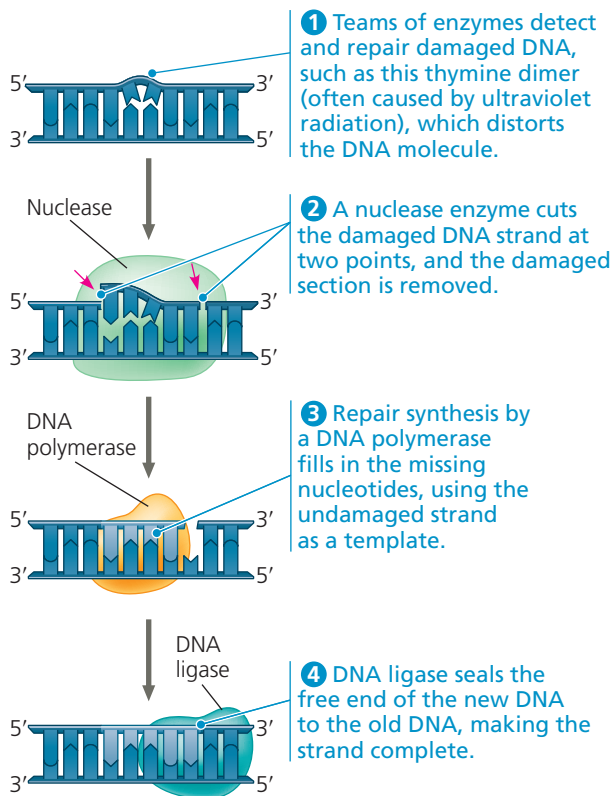 1 Teams of enzymes detect
and repair damaged DNA,
such as this thymine dimer
(often caused by ultraviolet
radiation), which distorts
the DNA molecule.
5′ 3′
3′ 5′
Nuclease
2 A nuclease enzyme cuts
the damaged DNA strand at
two points, and the damaged
section is removed.
5′ 3′
3′ 5′
DNA
polymerase
3 Repair synthesis by
a DNA polymerase
fills in the missing
nucleotides, using the
undamaged strand
as a template.
5′ 3′
3′ 5′
DNA
ligase
4 DNA ligase seals the
free end of the new DNA
to the old DNA, making the
strand complete.
5′ 3′
3′ 5′